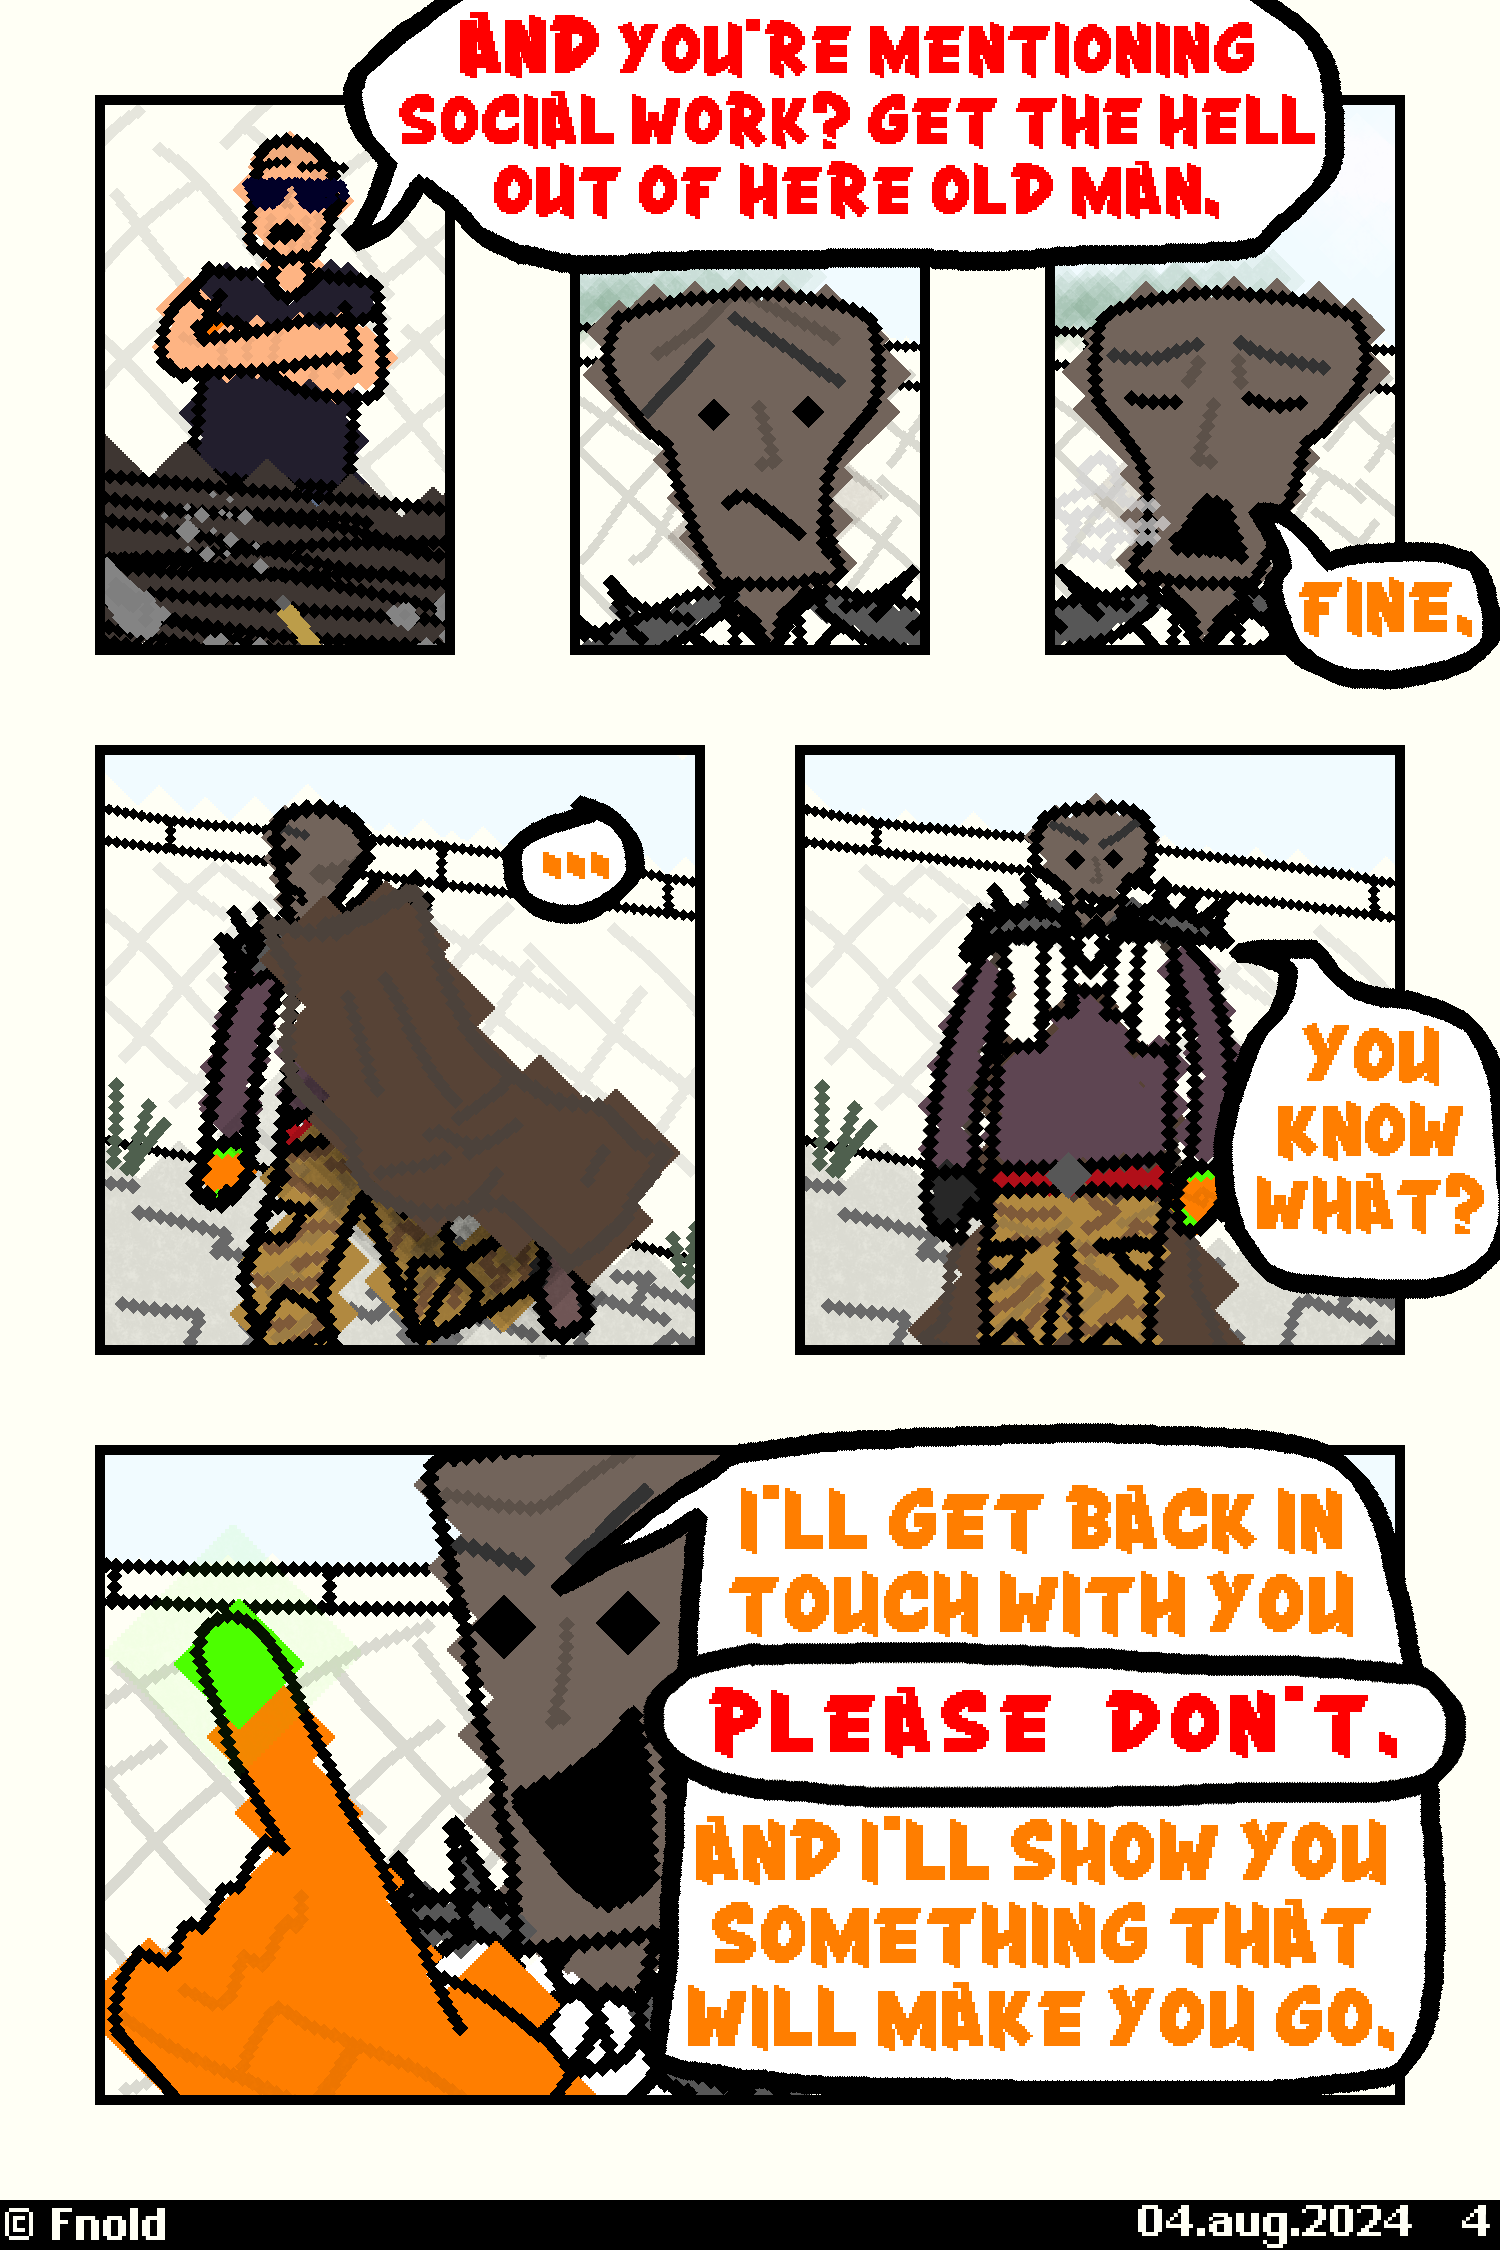 AND YOU'RE MENTIONING
SOCIAL WORK? GET THE HELL
OUT OF HERE OLD MAN.
FINE.
...
YOU
KNOW
WHAT?
I'LL GET BACK IN
TOUCH WITH YOU
PLEASE DON'T.
AND I'LL SHOW YOU
SOMETHING THAT
WILL MAKE YOU GO.
© Fnold
04.aug.2024 4